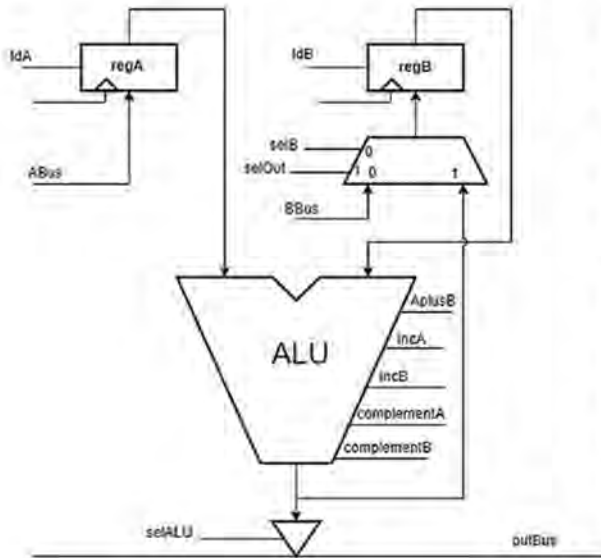 ldA
regA
ldB
regB
selB
0
selOut
1
0
1
ABus
BBus
AplusB
incA
ALU
incB
complementA
complementB
selALU
outBus